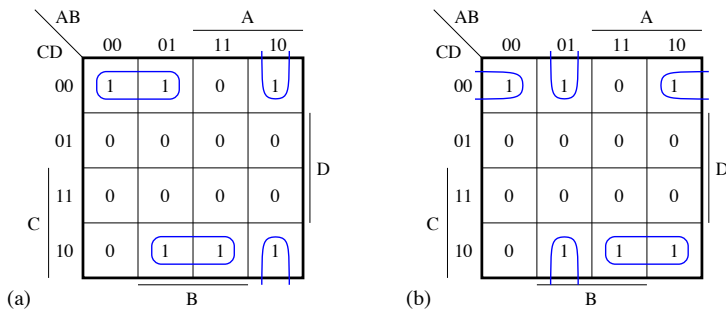 AB A AB A
CD 00 01 11 10 CD 00 01 11 10
00 1 1 0 1 00 1 1 0 1
01 0 0 0 0 01 0 0 0 0
D D
11 0 0 0 0 11 0 0 0 0
C C
10 0 1 1 1 10 0 1 1 1
(a) B (b) B